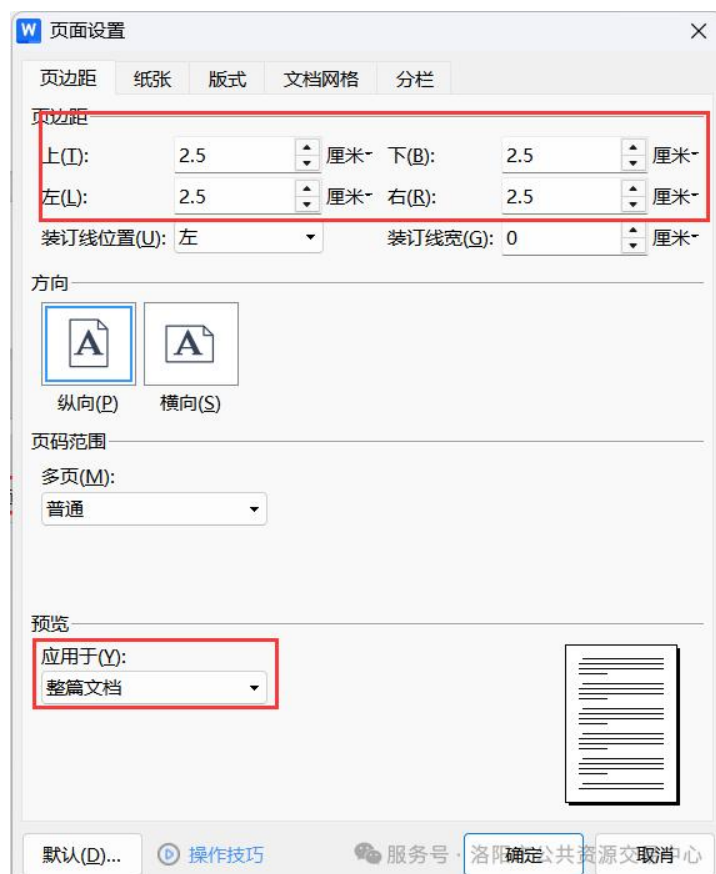 页面设置
页边距 纸张 版式 文档网格 分栏
页边距
上(T): 2.5 厘米 下(B): 2.5 厘米
左(L): 2.5 厘米 右(R): 2.5 厘米
装订线位置(U): 左 装订线宽(G): 0 厘米
方向
A A
纵向(P) 横向(S)
页码范围
多页(M):
普通
预览
应用于(Y):
整篇文档
默认(D)... 操作技巧 确定 取消
服务号 · 洛阳 公共资源交 中心